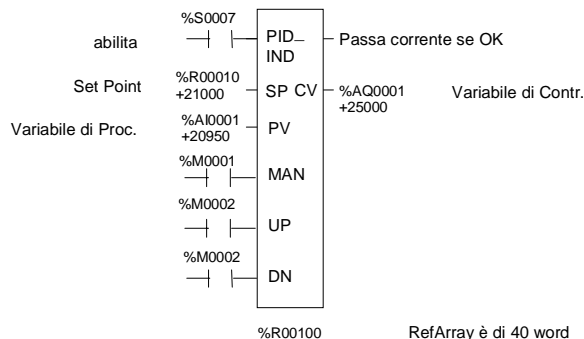 %S0007
abilita
PID_
IND
Passa corrente se OK
Set Point
%R00010
+21000
SP CV
%AQ0001
+25000
Variabile di Contr.
Variabile di Proc.
%AI0001
+20950
PV
%M0001
MAN
%M0002
UP
%M0002
DN
%R00100
RefArray è di 40 word